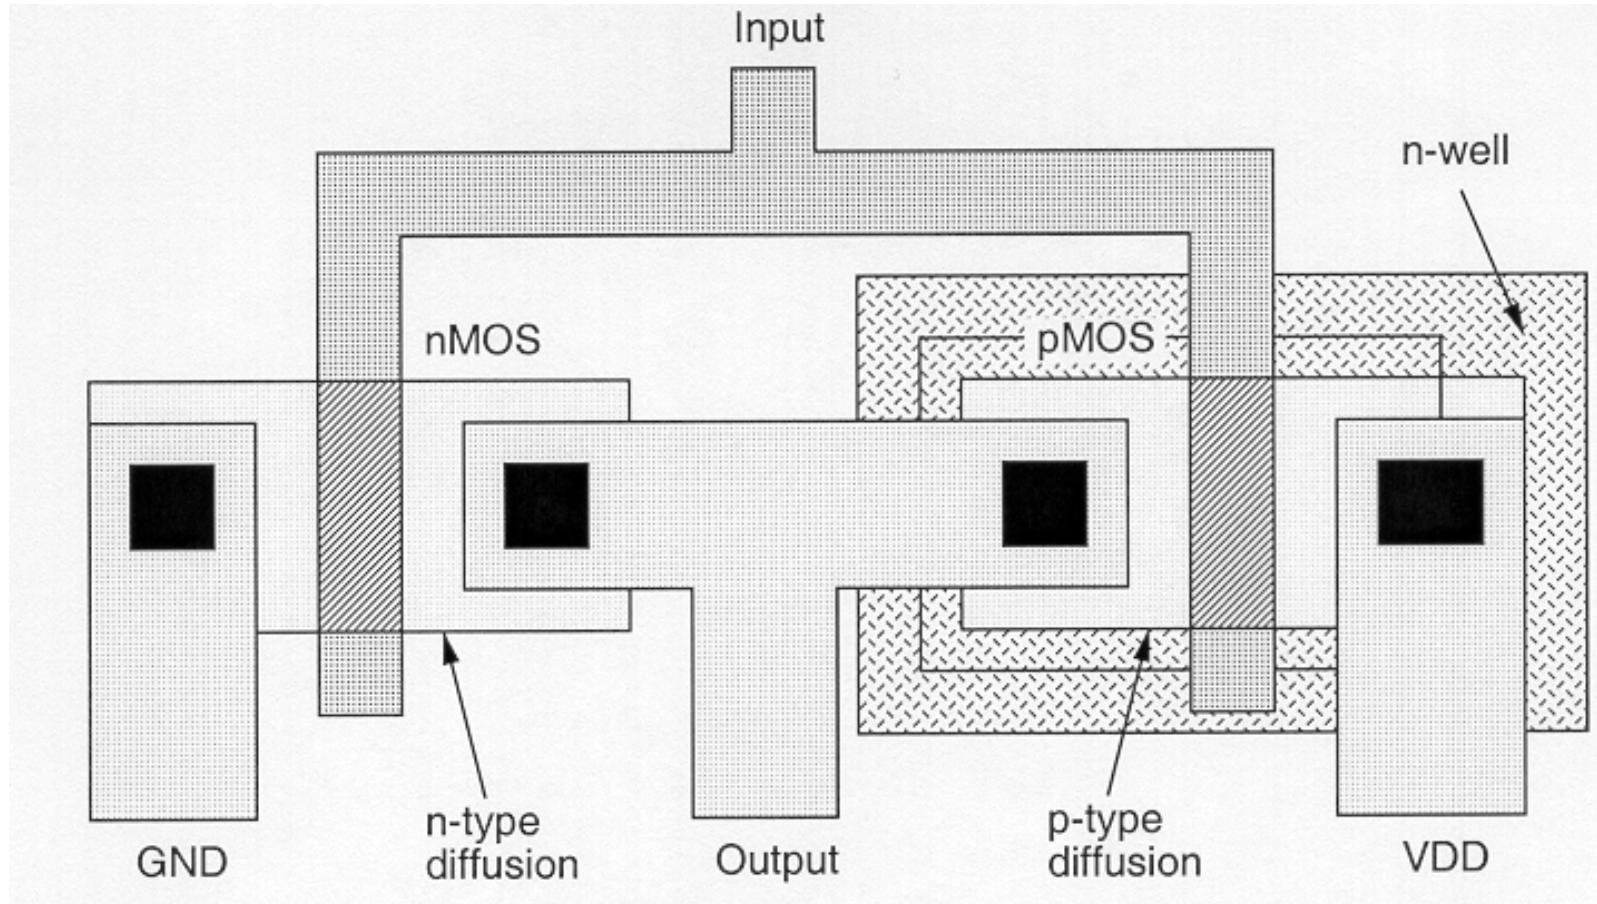 Input
n-well
nMOS
pMOS
n-type
diffusion
p-type
diffusion
GND
Output
VDD